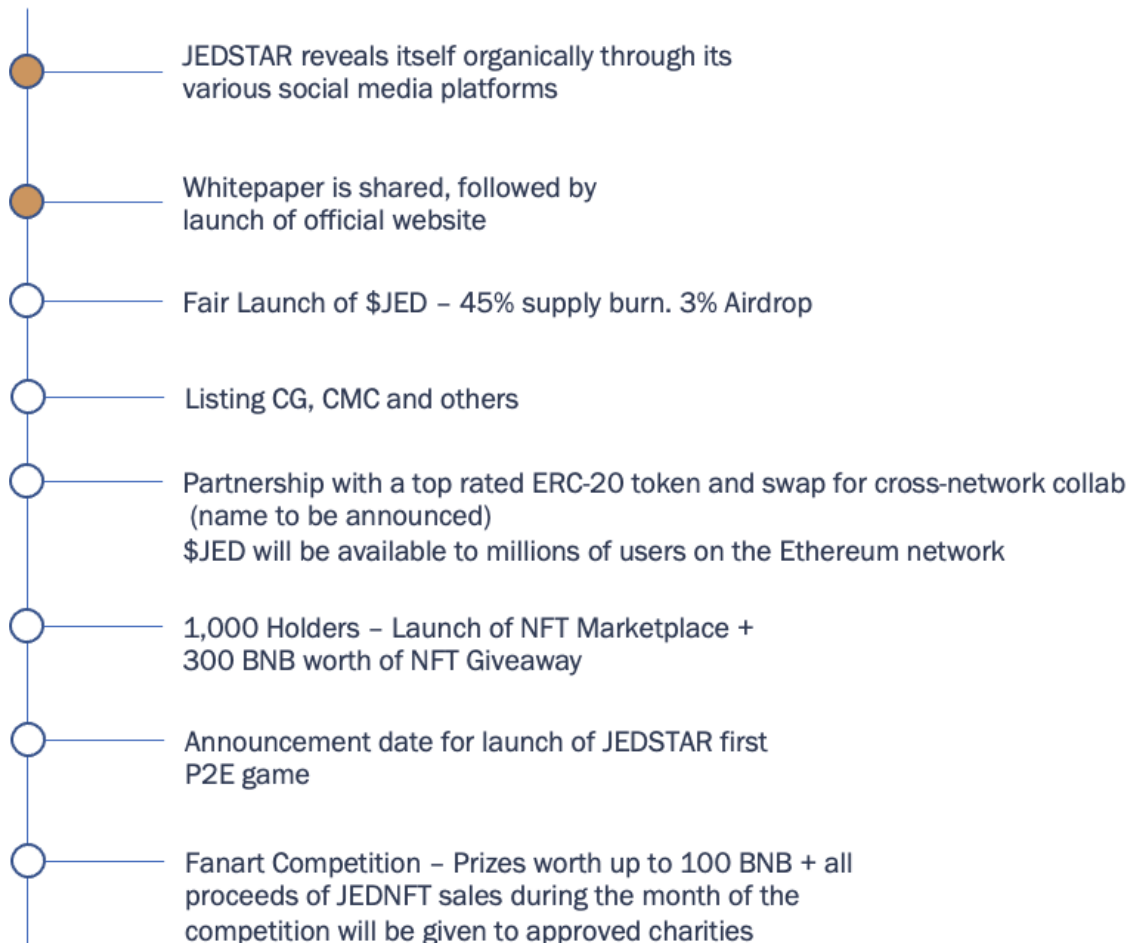 JEDSTAR reveals itself organically through its
various social media platforms
Whitepaper is shared, followed by
launch of official website
Fair Launch of $JED – 45% supply burn. 3% Airdrop
Listing CG, CMC and others
Partnership with a top rated ERC-20 token and swap for cross-network collab
(name to be announced)
$JED will be available to millions of users on the Ethereum network
1,000 Holders – Launch of NFT Marketplace +
300 BNB worth of NFT Giveaway
Announcement date for launch of JEDSTAR first
P2E game
Fanart Competition – Prizes worth up to 100 BNB + all
proceeds of JEDNFT sales during the month of the
competition will be given to approved charities